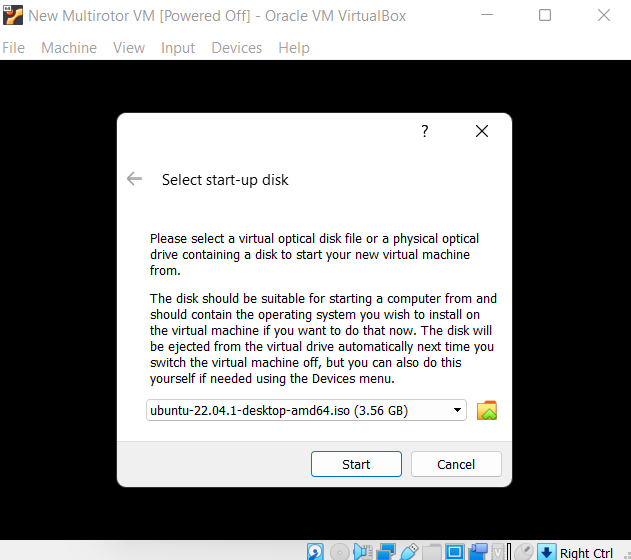 New Multirotor VM [Powered Off] - Oracle VM VirtualBox
File Machine View Input Devices Help
?
Select start-up disk
Please select a virtual optical disk file or a physical optical
drive containing a disk to start your new virtual machine
from.
The disk should be suitable for starting a computer from and
should contain the operating system you wish to install on
the virtual machine if you want to do that now. The disk will
be ejected from the virtual drive automatically next time you
switch the virtual machine off, but you can also do this
yourself if needed using the Devices menu.
ubuntu-22.04.1-desktop-amd64.iso (3.56 GB)
Start Cancel
Right Ctrl